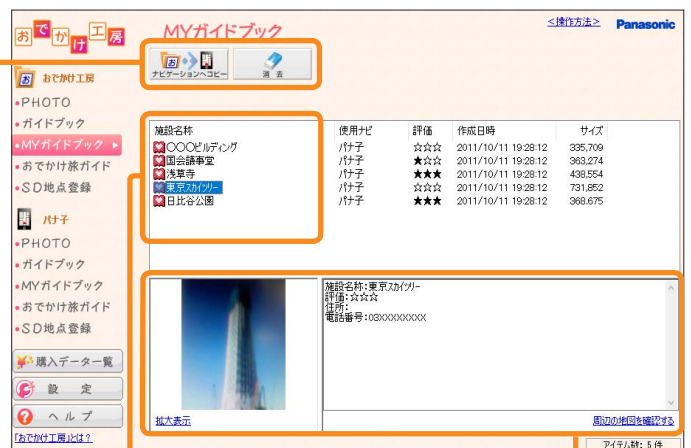 おでかけ工房
MYガイドブック
<操作方法>
Panasonic
ナビゲーションへコピー
消去
おでかけ工房
•PHOTO
•ガイドブック
•MYガイドブック
•おでかけ旅ガイド
•SD地点登録
パナ子
•PHOTO
•ガイドブック
•MYガイドブック
•おでかけ旅ガイド
•SD地点登録
購入データ一覧
設定
ヘルプ
「おでかけ工房」とは?
施設名称 使用ナビ 評価 作成日時 サイズ
〇〇〇ビルディング パナ子 ☆☆☆ 2011/10/11 19:28:12 335,709
国会議事堂 パナ子 ★☆☆ 2011/10/11 19:28:12 363,274
浅草寺 パナ子 ★★★ 2011/10/11 19:28:12 438,554
東京スカイツリー パナ子 ☆☆☆ 2011/10/11 19:28:12 731,852
日比谷公園 パナ子 ★★★ 2011/10/11 19:28:12 368,675
施設名称:東京スカイツリー
評価:☆☆☆
住所:
電話番号:03XXXXXXXX
拡大表示
周辺の地図を確認する
アイテム数: 5 件